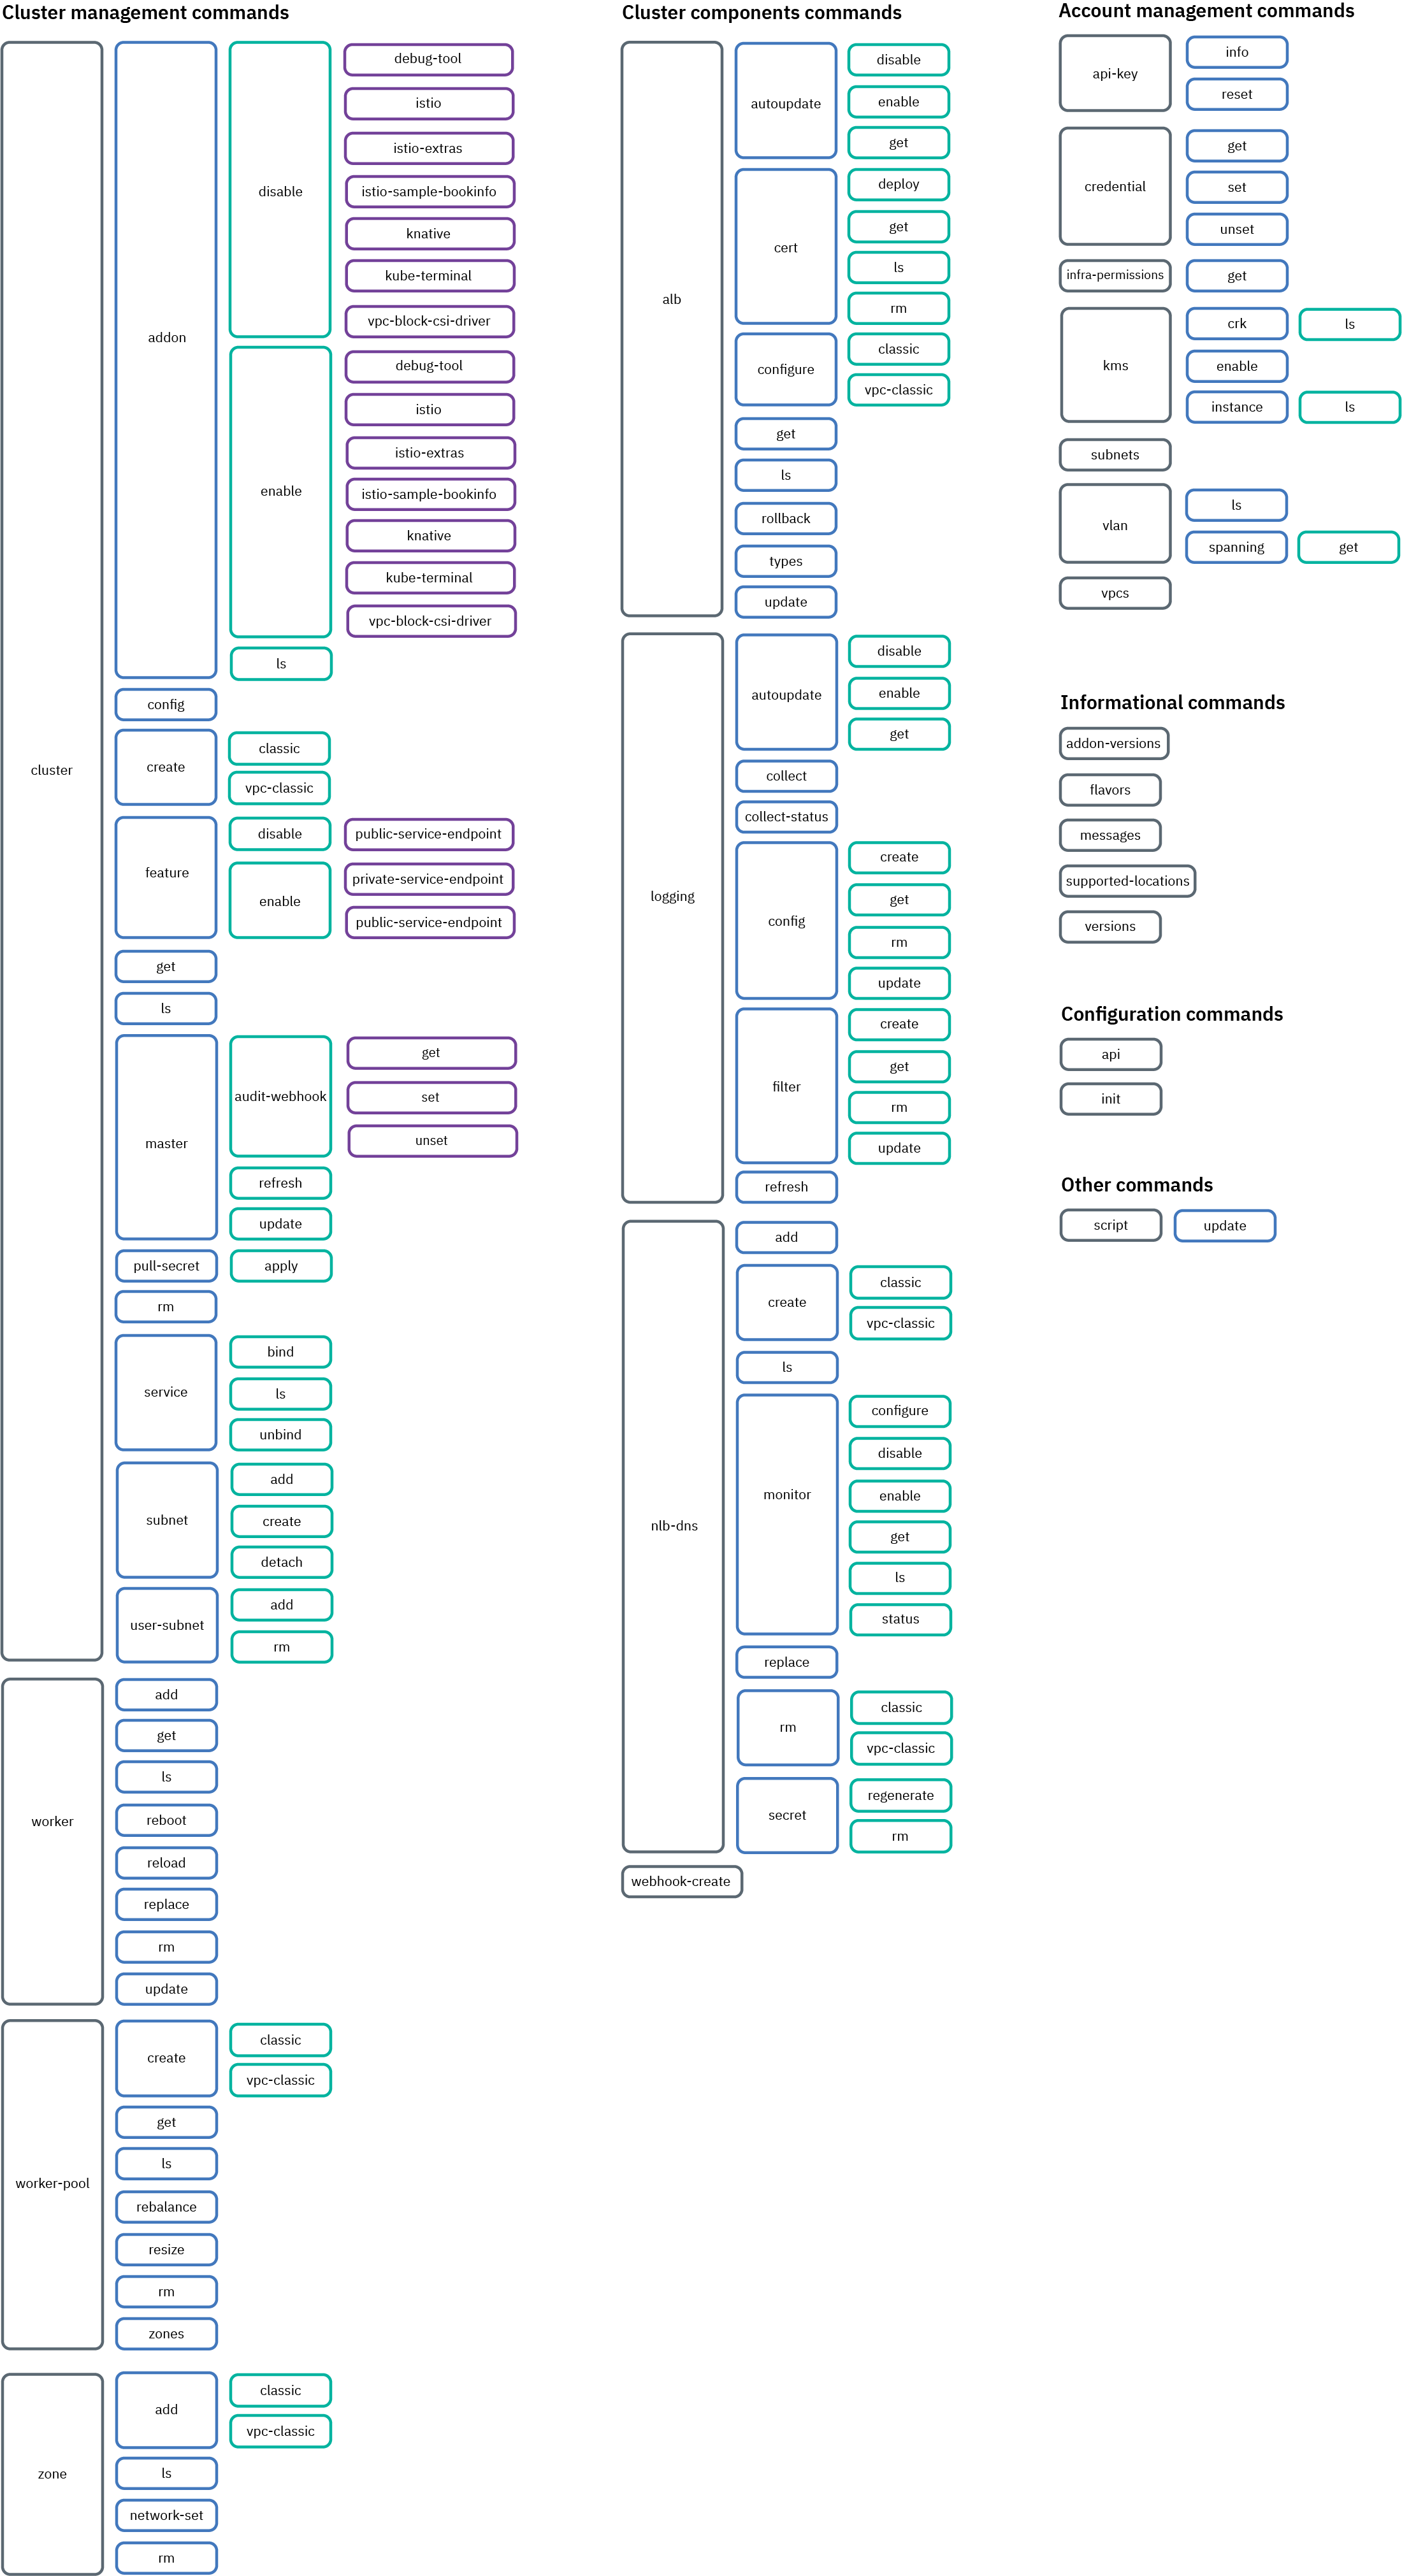 Cluster management commands
cluster
addon
disable
debug-tool
istio
istio-extras
istio-sample-bookinfo
knative
kube-terminal
vpc-block-csi-driver
enable
debug-tool
istio
istio-extras
istio-sample-bookinfo
knative
kube-terminal
vpc-block-csi-driver
ls
config
create
classic
vpc-classic
feature
disable
public-service-endpoint
enable
private-service-endpoint
public-service-endpoint
get
ls
master
audit-webhook
get
set
unset
refresh
update
pull-secret
apply
rm
service
bind
ls
unbind
subnet
add
create
detach
user-subnet
add
rm
worker
add
get
ls
reboot
reload
replace
rm
update
worker-pool
create
classic
vpc-classic
get
ls
rebalance
resize
rm
zones
zone
add
classic
vpc-classic
ls
network-set
rm
Cluster components commands
alb
autoupdate
disable
enable
get
cert
deploy
get
ls
rm
configure
classic
vpc-classic
get
ls
rollback
types
update
logging
autoupdate
disable
enable
get
collect
collect-status
config
create
get
rm
update
filter
create
get
rm
update
refresh
nlb-dns
add
create
classic
vpc-classic
ls
monitor
configure
disable
enable
get
ls
status
replace
rm
classic
vpc-classic
secret
regenerate
rm
webhook-create
Account management commands
api-key
info
reset
credential
get
set
unset
infra-permissions
get
kms
crk
ls
enable
instance
ls
subnets
vlan
ls
spanning
get
vpcs
Informational commands
addon-versions
flavors
messages
supported-locations
versions
Configuration commands
api
init
Other commands
script
update